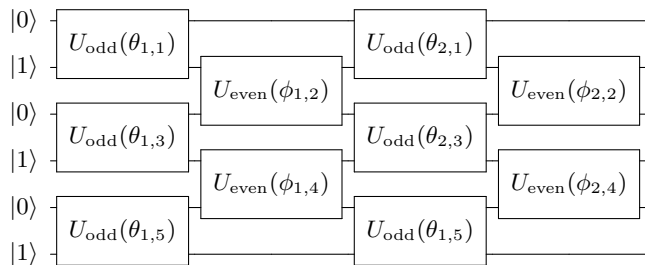 |0⟩
U_odd(θ_{1,1}) U_odd(θ_{2,1})
|1⟩
U_even(ϕ_{1,2}) U_even(ϕ_{2,2})
|0⟩
U_odd(θ_{1,3}) U_odd(θ_{2,3})
|1⟩
U_even(ϕ_{1,4}) U_even(ϕ_{2,4})
|0⟩
U_odd(θ_{1,5}) U_odd(θ_{1,5})
|1⟩